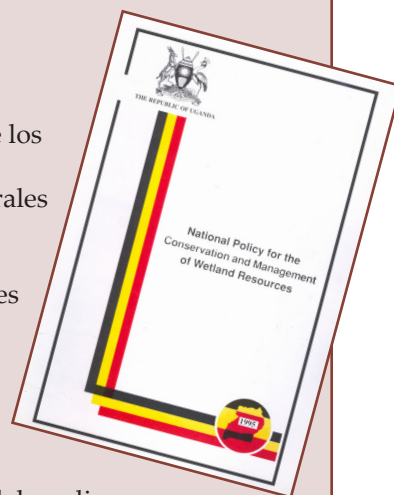 e los
rales
es
THE REPUBLIC OF UGANDA
National Policy for the
Conservation and Management
of Wetland Resources
1995